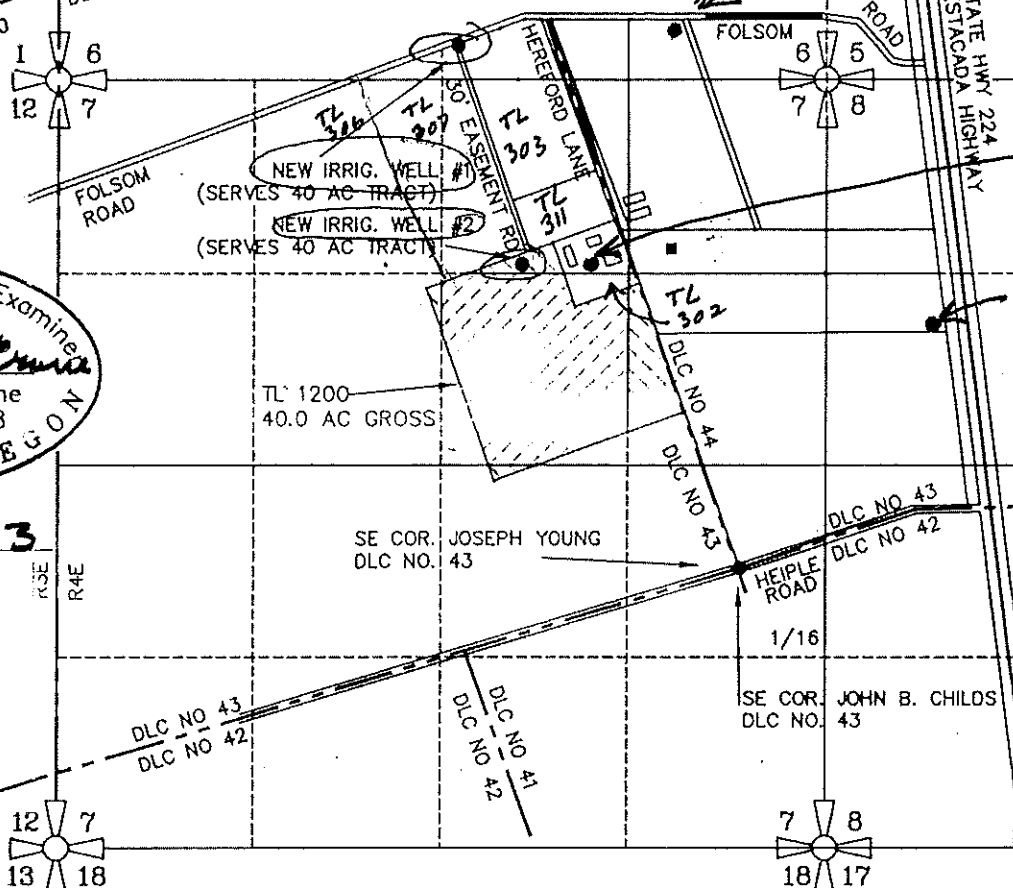 FOLSOM
ROAD
STATE HWY 224
ESTACADA HIGHWAY
1 6
12 7
6 5
7 8
HEREFORD LANE
30' EASEMENT RD
TL
306
TL
307
TL
303
TL
311
FOLSOM
ROAD
NEW IRRIG. WELL #1
(SERVES 40 AC TRACT)
NEW IRRIG. WELL #2
(SERVES 40 AC TRACT)
TL
302
Examine
EGON
TL 1200
40.0 AC GROSS
DLC NO 44
DLC NO 43
3
R3E
R4E
SE COR. JOSEPH YOUNG
DLC NO. 43
DLC NO 43
DLC NO 42
HEIPLE
ROAD
1/16
SE COR. JOHN B. CHILDS
DLC NO. 43
DLC NO 43
DLC NO 42
DLC NO 41
DLC NO 42
12 7
13 18
7 8
18 17